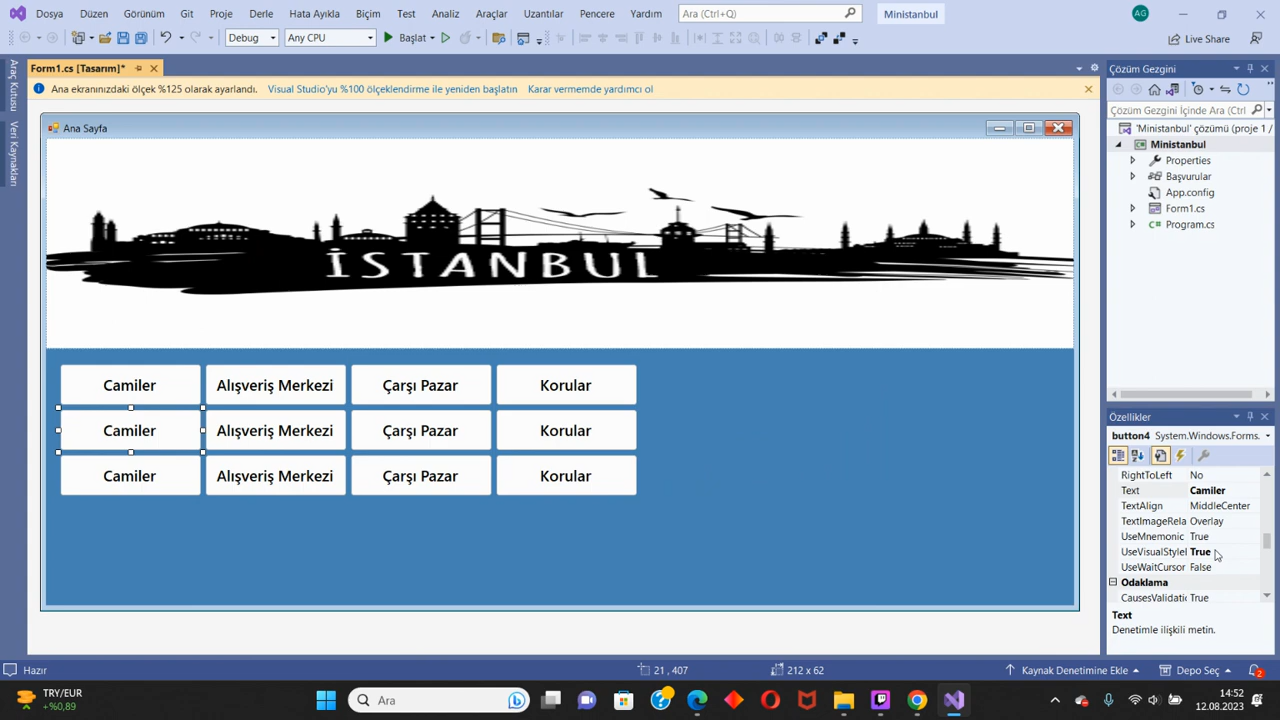 Dosya Düzen Görünüm Git Proje Derle Hata Ayıkla Biçim Test Analiz Araçlar Uzantılar Pencere Yardım Ara (Ctrl+Q) Ministanbul AG
Debug Any CPU Başlat Live Share
Araç Kutusu
Veri Kaynakları
Form1.cs [Tasarım]*
Ana ekranınızdaki ölçek %125 olarak ayarlandı. Visual Studio'yu %100 ölçeklendirme ile yeniden başlatın Karar vermemde yardımcı ol
Ana Sayfa
İSTANBUL
Camiler Alışveriş Merkezi Çarşı Pazar Korular
Camiler Alışveriş Merkezi Çarşı Pazar Korular
Camiler Alışveriş Merkezi Çarşı Pazar Korular
Çözüm Gezgini
Çözüm Gezgini İçinde Ara (Ctrl
'Ministanbul' çözümü (proje 1 /
Ministanbul
Properties
Başvurular
App.config
Form1.cs
Program.cs
Özellikler
button4 System.Windows.Forms.
RightToLeft No
Text Camiler
TextAlign MiddleCenter
TextImageRela Overlay
UseMnemonic True
UseVisualStyleI True
UseWaitCursor False
Odaklama
CausesValidatic True
Text
Denetimle ilişkili metin.
Hazır 21 , 407 212 x 62 Kaynak Denetimine Ekle Depo Seç 2
TRY/EUR
+%0,89
Ara
14:52
12.08.2023